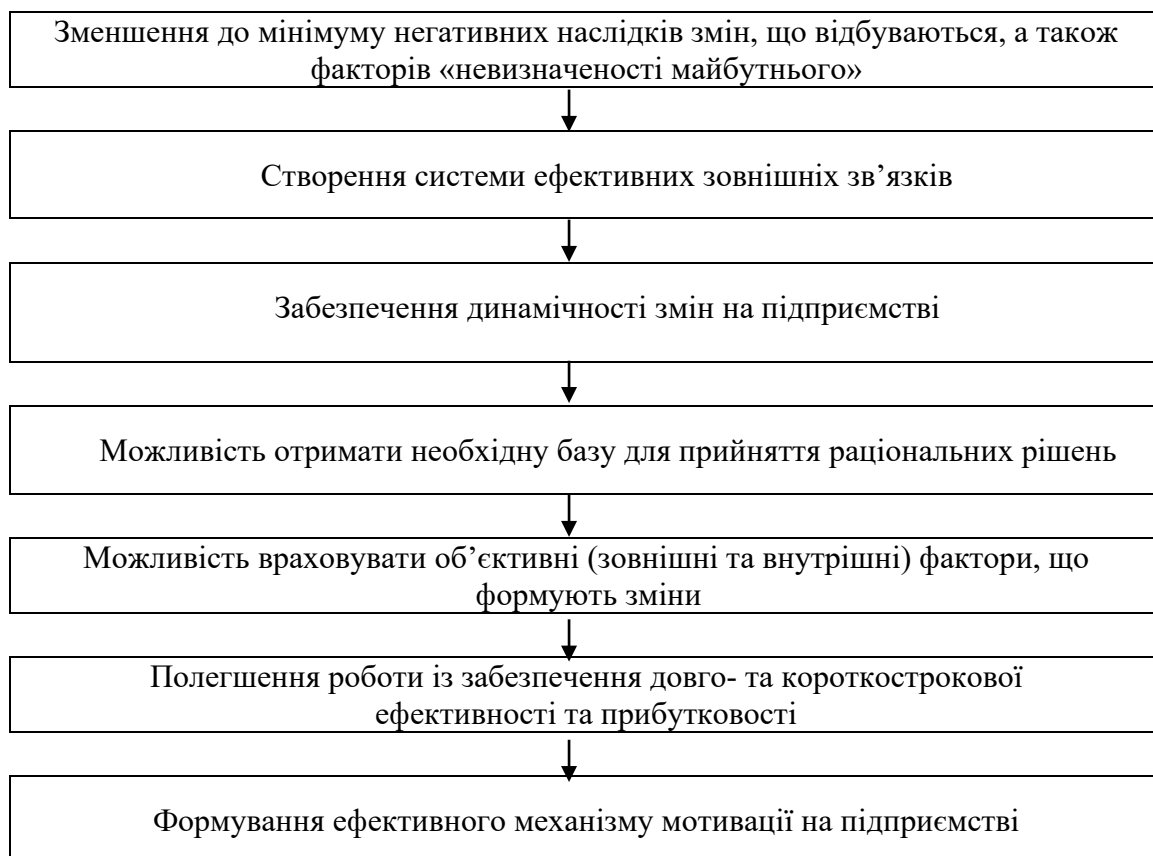 Зменшення до мінімуму негативних наслідків змін, що відбуваються, а також
факторів «невизначеності майбутнього»
Створення системи ефективних зовнішніх зв’язків
Забезпечення динамічності змін на підприємстві
Можливість отримати необхідну базу для прийняття раціональних рішень
Можливість враховувати об’єктивні (зовнішні та внутрішні) фактори, що
формують зміни
Полегшення роботи із забезпечення довго- та короткострокової
ефективності та прибутковості
Формування ефективного механізму мотивації на підприємстві